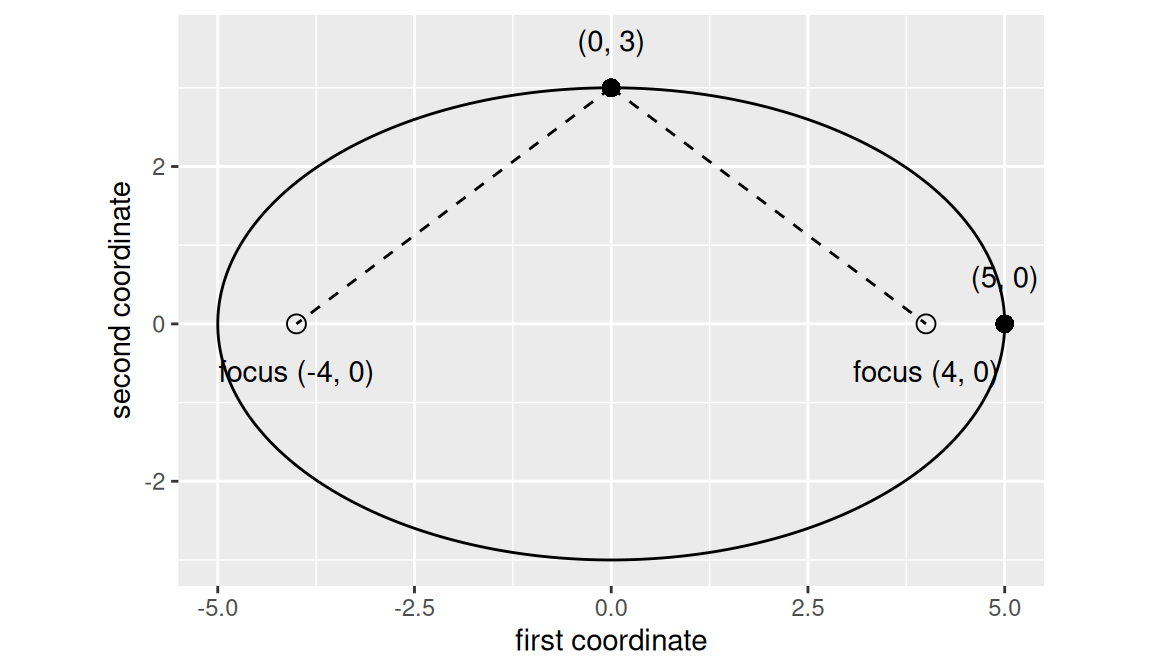 (0, 3)
2
(5, 0)
0
focus (-4, 0)
focus (4, 0)
-2
second coordinate
-5.0
-2.5
0.0
2.5
5.0
first coordinate